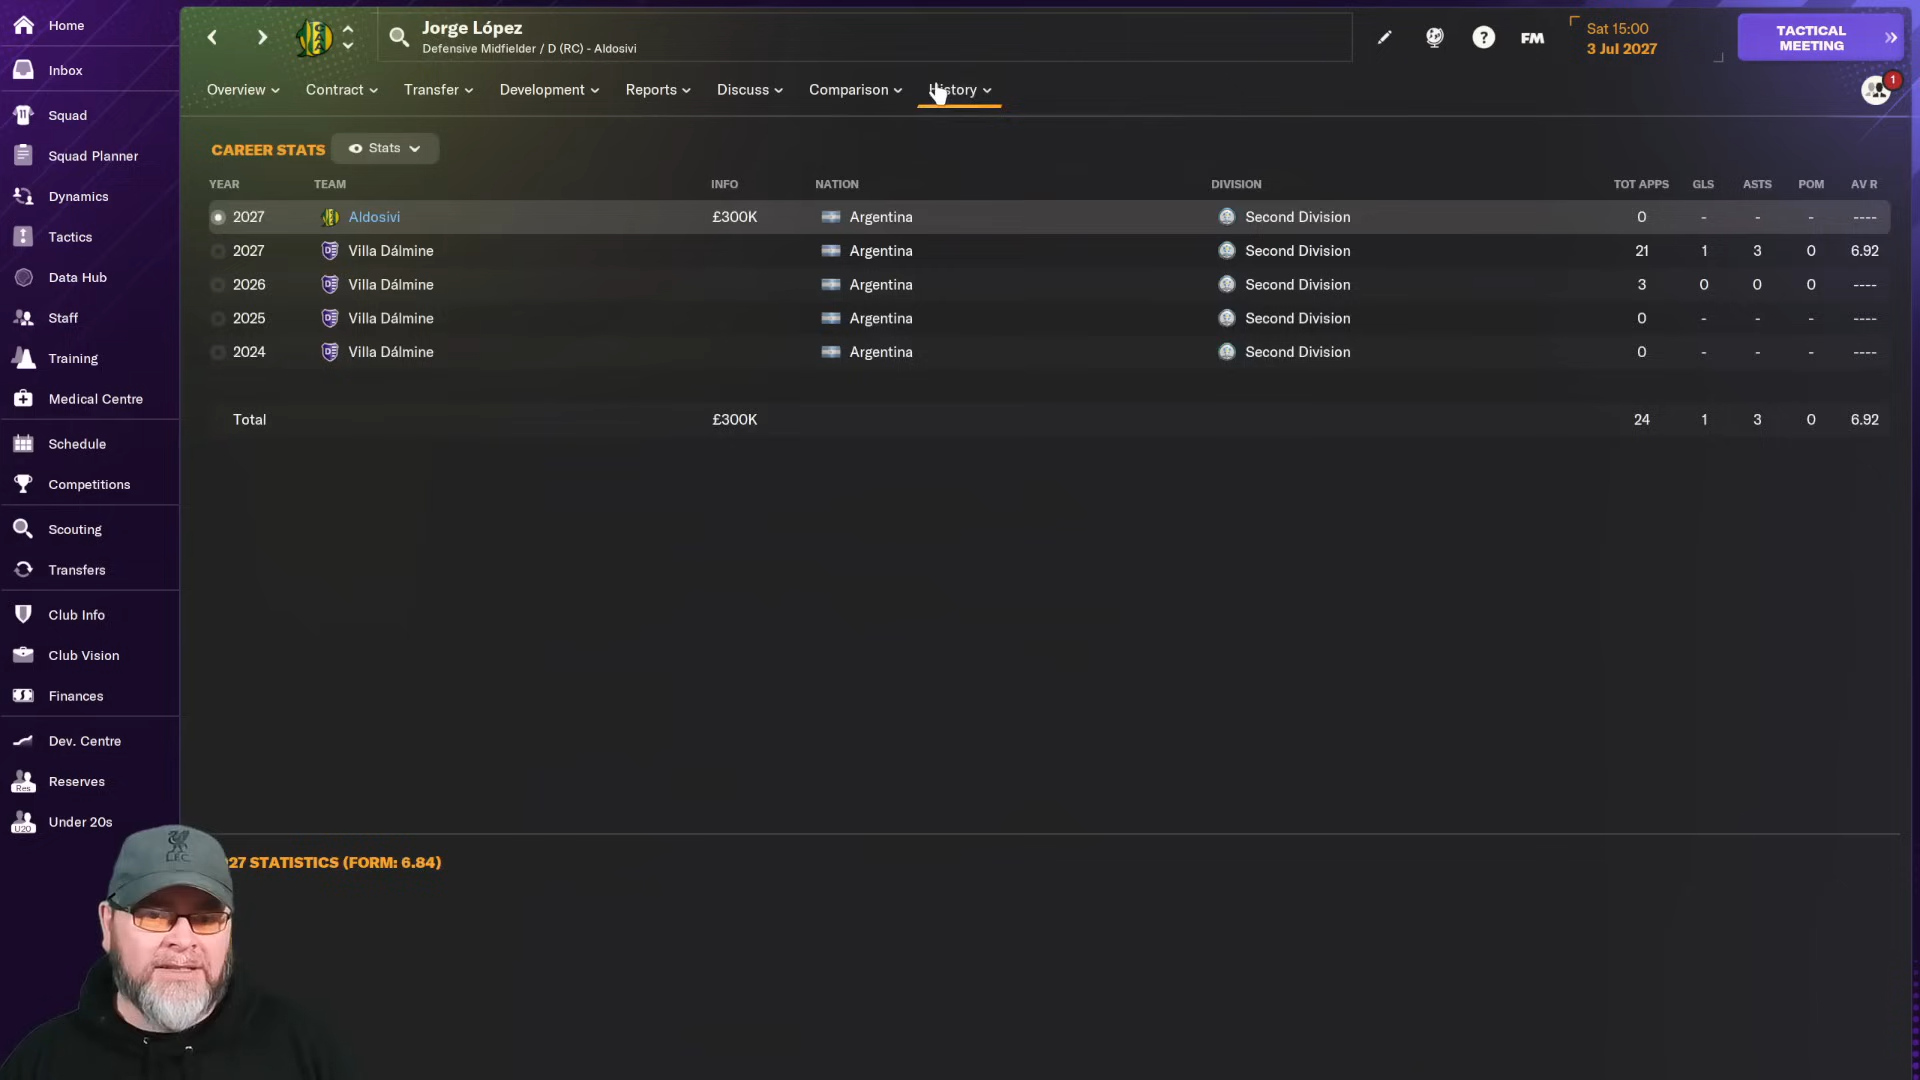 Home
Inbox
Squad
Squad Planner
Dynamics
Tactics
Data Hub
Staff
Training
Medical Centre
Schedule
Competitions
Scouting
Transfers
Club Info
Club Vision
Finances
Dev. Centre
Reserves
Under 20s
Jorge López
Defensive Midfielder / D (RC) - Aldosivi
FM
Sat 15:00
3 Jul 2027
TACTICAL MEETING
1
Overview Contract Transfer Development Reports Discuss Comparison History
CAREER STATS Stats
YEAR TEAM INFO NATION DIVISION TOT APPS GLS ASTS POM AV R
2027 Aldosivi £300K Argentina Second Division 0 - - - ----
2027 Villa Dálmine Argentina Second Division 21 1 3 0 6.92
2026 Villa Dálmine Argentina Second Division 3 0 0 0 ----
2025 Villa Dálmine Argentina Second Division 0 - - - ----
2024 Villa Dálmine Argentina Second Division 0 - - - ----
Total £300K 24 1 3 0 6.92
27 STATISTICS (FORM: 6.84)
L.F.C.